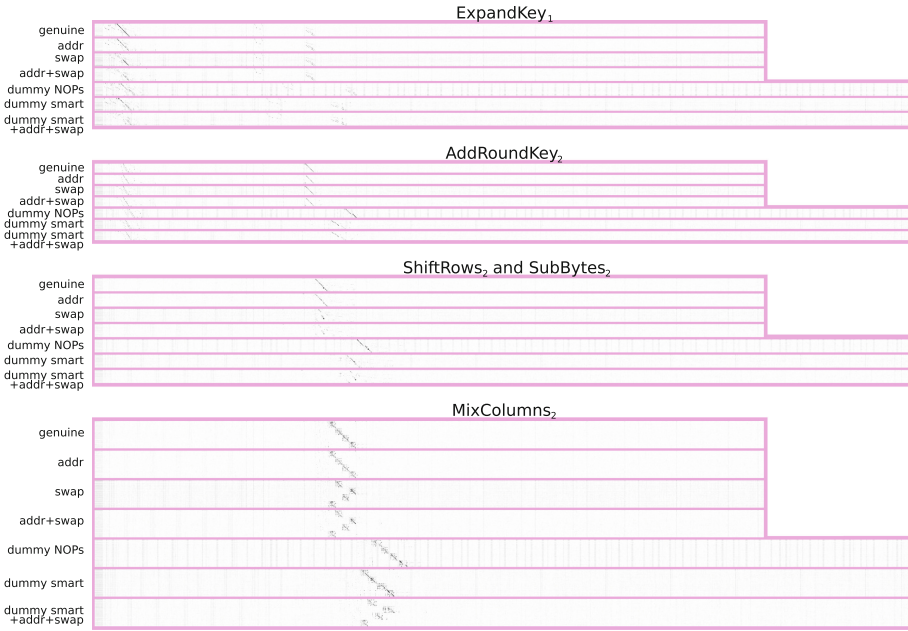 ExpandKey₁
genuine
addr
swap
addr+swap
dummy NOPs
dummy smart
dummy smart
+addr+swap
AddRoundKey₂
genuine
addr
swap
addr+swap
dummy NOPs
dummy smart
dummy smart
+addr+swap
ShiftRows₂ and SubBytes₂
genuine
addr
swap
addr+swap
dummy NOPs
dummy smart
dummy smart
+addr+swap
MixColumns₂
genuine
addr
swap
addr+swap
dummy NOPs
dummy smart
dummy smart
+addr+swap